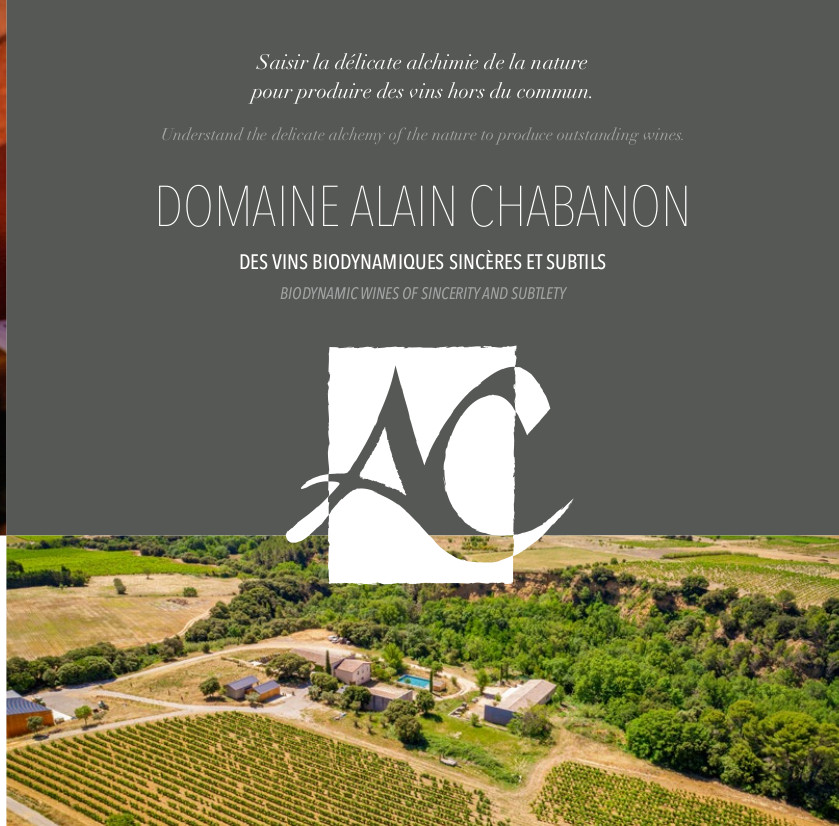 Saisir la délicate alchimie de la nature
pour produire des vins hors du commun.
Understand the delicate alchemy of the nature to produce outstanding wines.
DOMAINE ALAIN CHABANON
DES VINS BIODYNAMIQUES SINCÈRES ET SUBTILS
BIODYNAMIC WINES OF SINCERITY AND SUBTLETY
AC